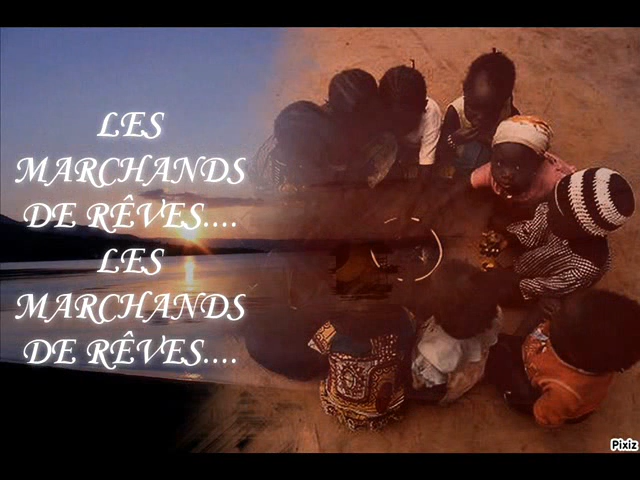 LES
MARCHANDS
DE RÊVES....
LES
MARCHANDS
DE RÊVES....
Pixiz